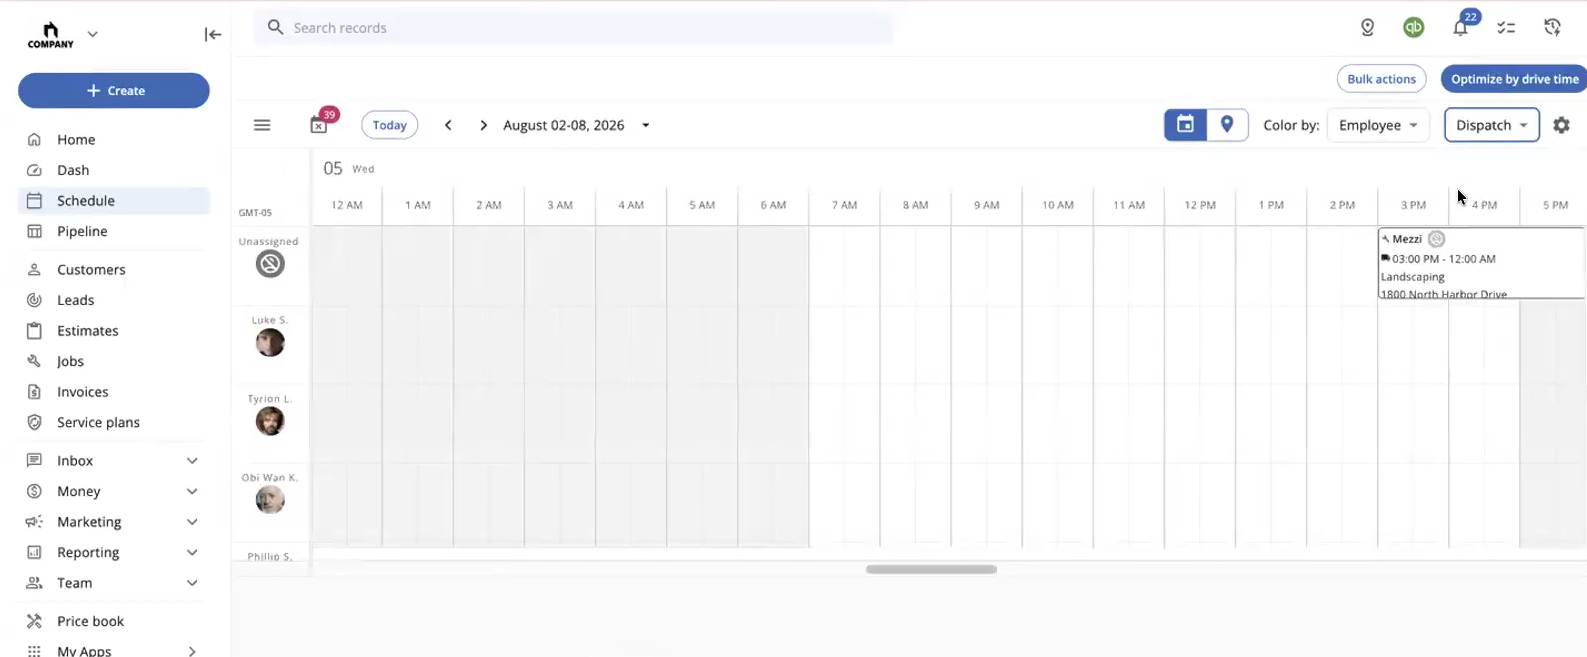 COMPANY
Search records
22
Create
Bulk actions
Optimize by drive time
39
Today
August 02-08, 2026
Color by:
Employee
Dispatch
Home
Dash
Schedule
Pipeline
Customers
Leads
Estimates
Jobs
Invoices
Service plans
Inbox
Money
Marketing
Reporting
Team
Price book
My Apps
05 Wed
GMT-05
12 AM
1 AM
2 AM
3 AM
4 AM
5 AM
6 AM
7 AM
8 AM
9 AM
10 AM
11 AM
12 PM
1 PM
2 PM
3 PM
4 PM
5 PM
Unassigned
Mezzi
03:00 PM - 12:00 AM
Landscaping
1800 North Harbor Drive
Luke S.
Tyrion L.
Obi Wan K.
Phillip S.
qb